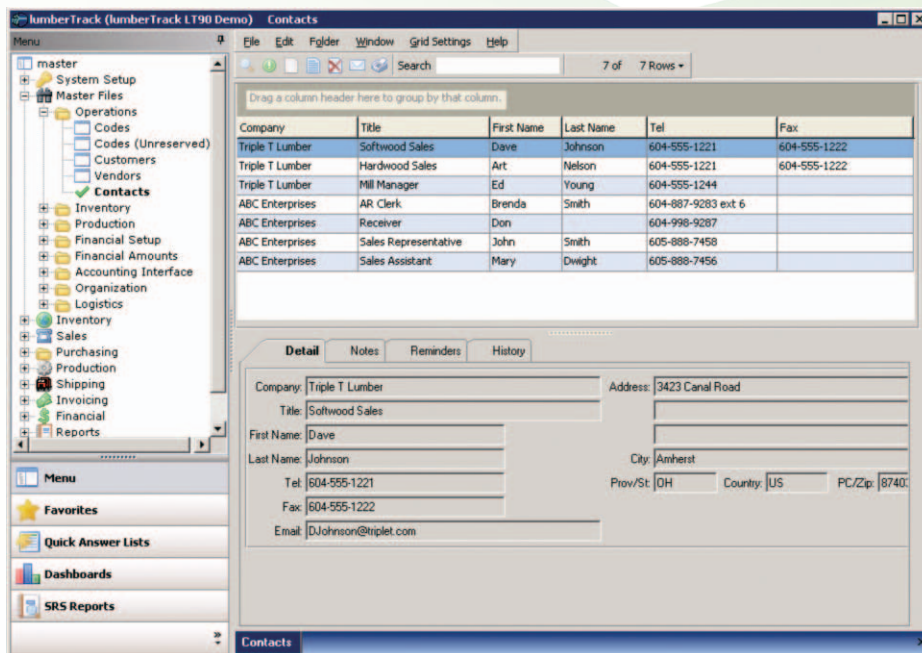 lumberTrack (lumberTrack LT90 Demo) Contacts
Menu
File Edit Folder Window Grid Settings Help
Search 7 of 7 Rows
master
System Setup
Master Files
Operations
Codes
Codes (Unreserved)
Customers
Vendors
Contacts
Inventory
Production
Financial Setup
Financial Amounts
Accounting Interface
Organization
Logistics
Inventory
Sales
Purchasing
Production
Shipping
Invoicing
Financial
Reports
Menu
Favorites
Quick Answer Lists
Dashboards
SRS Reports
Drag a column header here to group by that column.
Company Title First Name Last Name Tel Fax
Triple T Lumber Softwood Sales Dave Johnson 604-555-1221 604-555-1222
Triple T Lumber Hardwood Sales Art Nelson 604-555-1221 604-555-1222
Triple T Lumber Mill Manager Ed Young 604-555-1244
ABC Enterprises AR Clerk Brenda Smith 604-887-9283 ext 6
ABC Enterprises Receiver Don 604-998-9287
ABC Enterprises Sales Representative John Smith 605-888-7458
ABC Enterprises Sales Assistant Mary Dwight 605-888-7456
Detail Notes Reminders History
Company: Triple T Lumber Address: 3423 Canal Road
Title: Softwood Sales
First Name: Dave
Last Name: Johnson City: Amherst
Tel: 604-555-1221 Prov/St: OH Country: US PC/Zip:
Fax: 604-555-1222
Email: DJohnson@triplet.com
Contacts